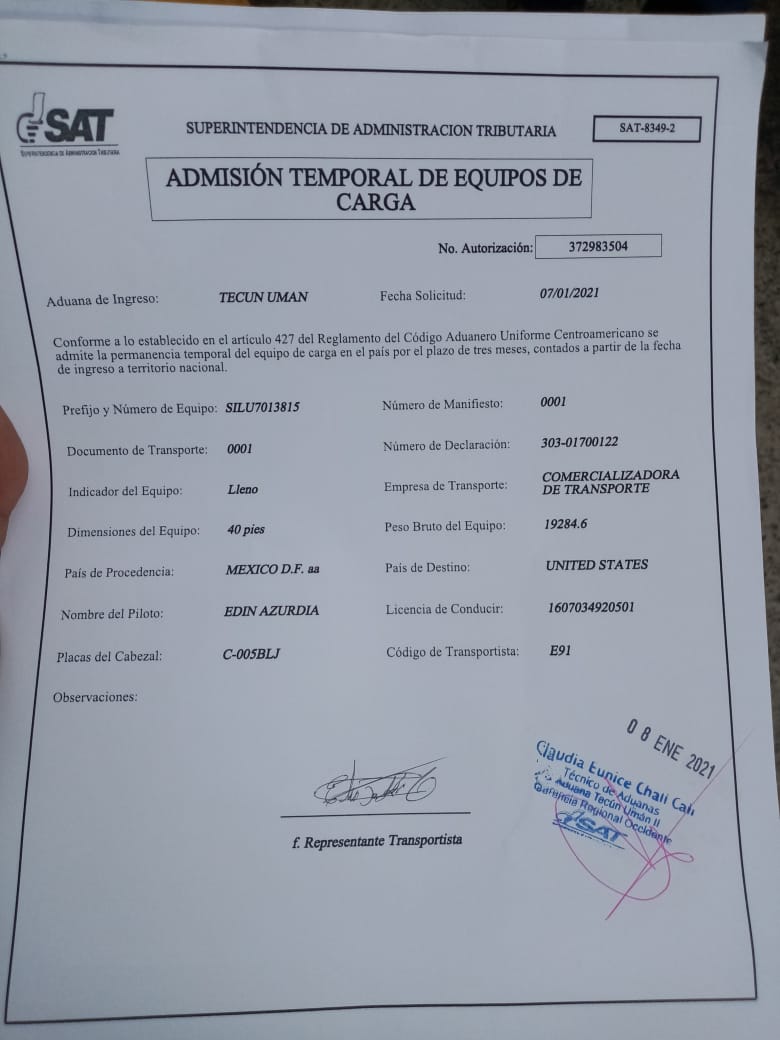 SAT
SUPERINTENDENCIA DE ADMINISTRACION TRIBUTARIA
SUPERINTENDENCIA DE ADMINISTRACION TRIBUTARIA
SAT-8349-2
ADMISIÓN TEMPORAL DE EQUIPOS DE
CARGA
No. Autorización: 372983504
Aduana de Ingreso: TECUN UMAN Fecha Solicitud: 07/01/2021
Conforme a lo establecido en el artículo 427 del Reglamento del Código Aduanero Uniforme Centroamericano se
admite la permanencia temporal del equipo de carga en el país por el plazo de tres meses, contados a partir de la fecha
de ingreso a territorio nacional.
Prefijo y Número de Equipo: SILU7013815 Número de Manifiesto: 0001
Documento de Transporte: 0001 Número de Declaración: 303-01700122
Indicador del Equipo: Lleno Empresa de Transporte: COMERCIALIZADORA
DE TRANSPORTE
Dimensiones del Equipo: 40 pies Peso Bruto del Equipo: 19284.6
País de Procedencia: MEXICO D.F. aa País de Destino: UNITED STATES
Nombre del Piloto: EDIN AZURDIA Licencia de Conducir: 1607034920501
Placas del Cabezal: C-005BLJ Código de Transportista: E91
Observaciones:
08 ENE 2021
Claudia Eunice Chali Cali
Técnico de Aduanas
Aduana Tecún Umán II
Gerencia Regional Occidente
SAT
f. Representante Transportista